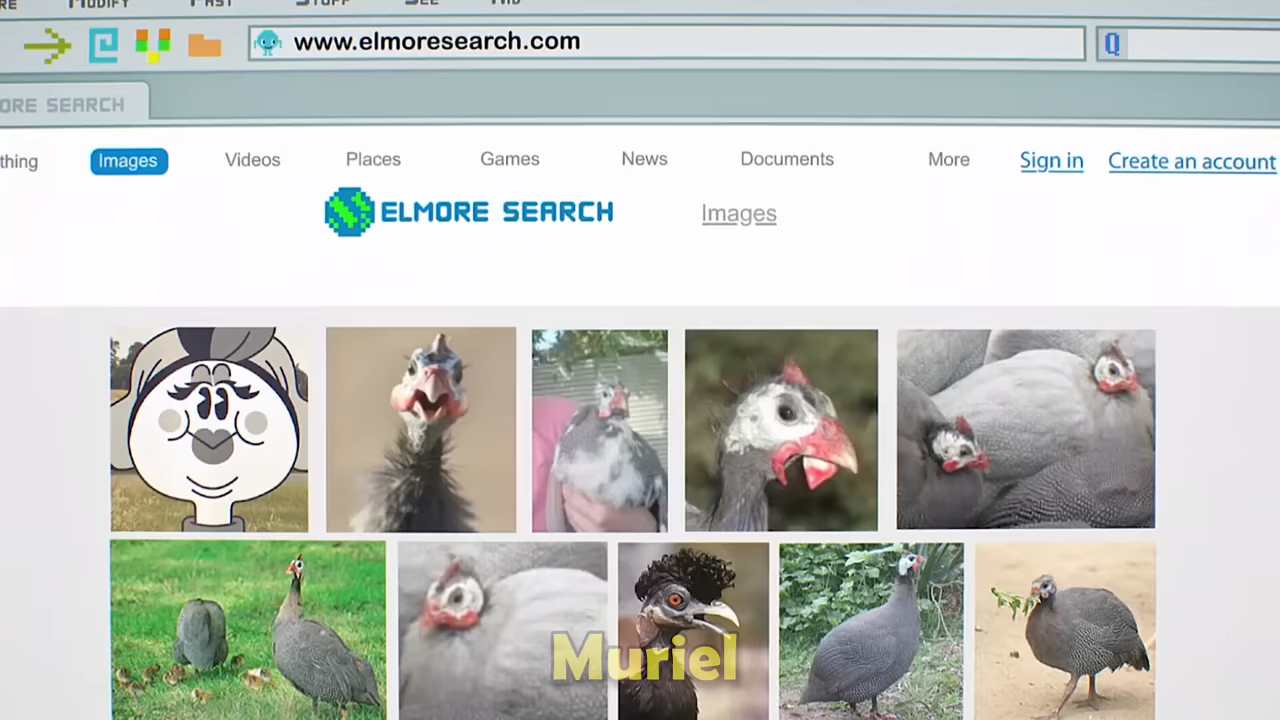 www.elmoresearch.com
ORE SEARCH
thing Images Videos Places Games News Documents More Sign in Create an account
ELMORE SEARCH Images
Muriel